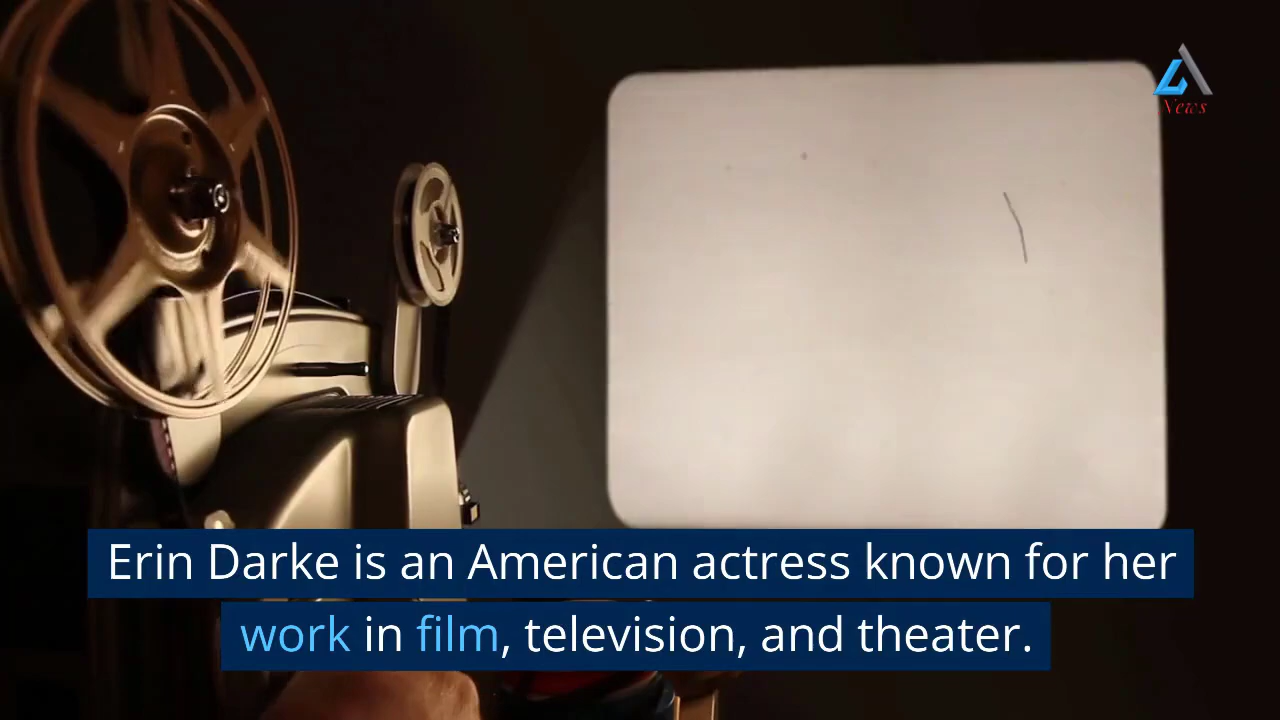 News
Erin Darke is an American actress known for her
work in film, television, and theater.